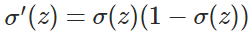 σ′(z) = σ(z)(1 − σ(z))